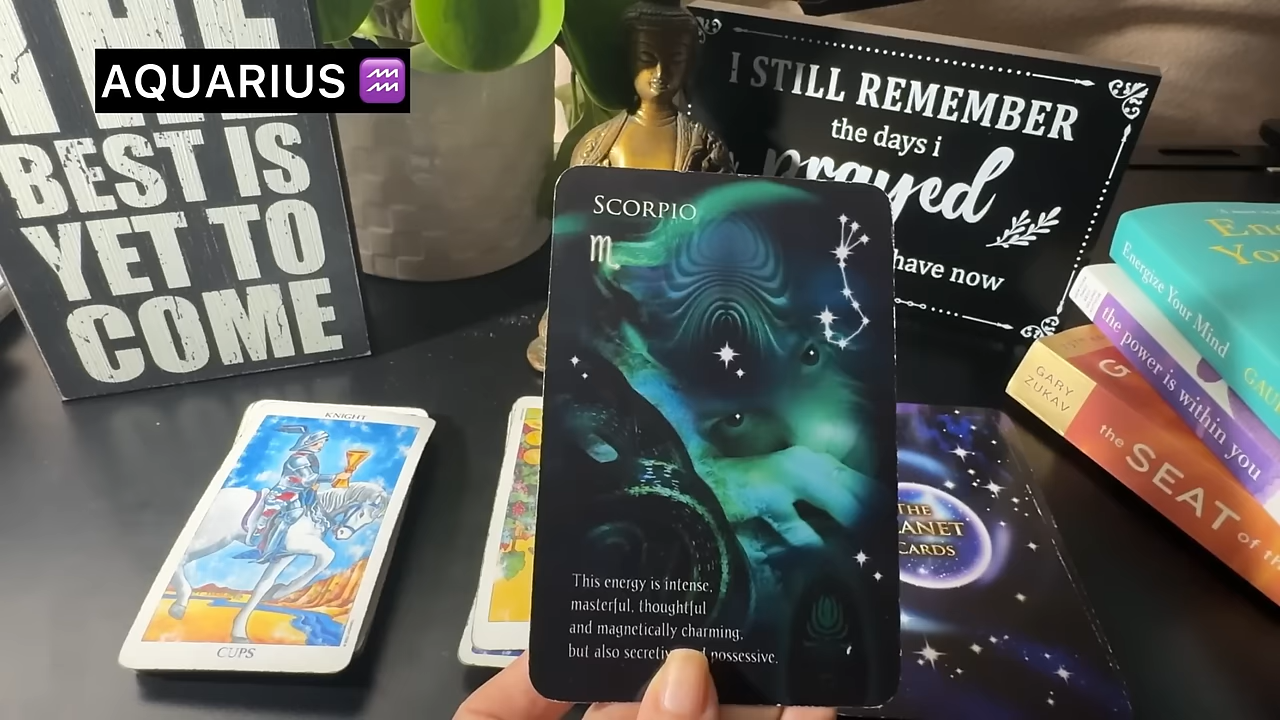 AQUARIUS ♒
BEST IS
YET TO
COME
I STILL REMEMBER
the days i
prayed
have now
SCORPIO
♏
This energy is intense,
masterful, thoughtful
and magnetically charming,
but also possessive.
KNIGHT
CUPS
THE
CARDS
Energize Your Mind
the power is within you
GARY
ZUKAV
the SEAT of